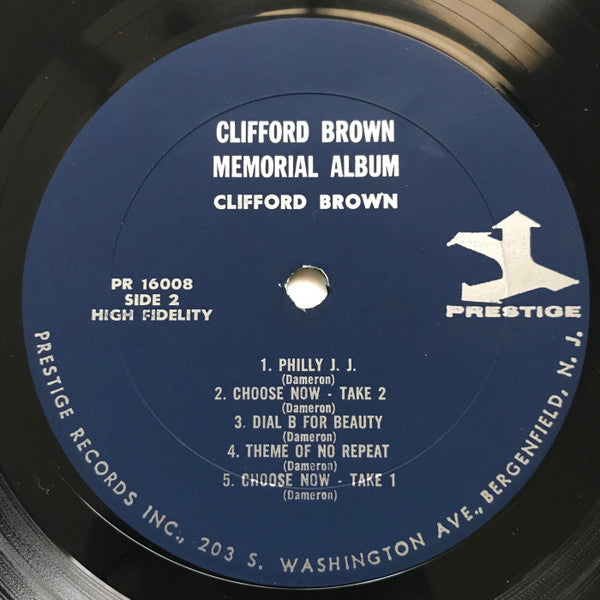 CLIFFORD BROWN
MEMORIAL ALBUM
CLIFFORD BROWN
PR 16008
SIDE 2
HIGH FIDELITY
PRESTIGE
1. PHILLY J. J.
(Dameron)
2. CHOOSE NOW - TAKE 2
(Dameron)
3. DIAL B FOR BEAUTY
(Dameron)
4. THEME OF NO REPEAT
(Dameron)
5. CHOOSE NOW - TAKE 1
(Dameron)
PRESTIGE RECORDS INC., 203 S. WASHINGTON AVE., BERGENFIELD, N. J.